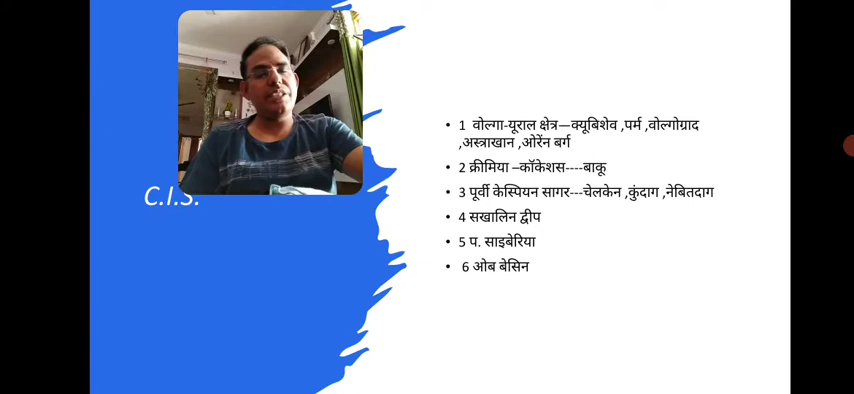 C.I.S.
• 1 वोल्गा-यूराल क्षेत्र—क्यूबिशेव ,पर्म ,वोल्गोग्राद
,अस्त्राखान ,ओरेंन बर्ग
• 2 क्रीमिया –कॉकेशस----बाकू
• 3 पूर्वी केस्पियन सागर---चेलकेन ,कुंदाग ,नेबितदाग
• 4 सखालिन द्वीप
• 5 प. साइबेरिया
• 6 ओब बेसिन